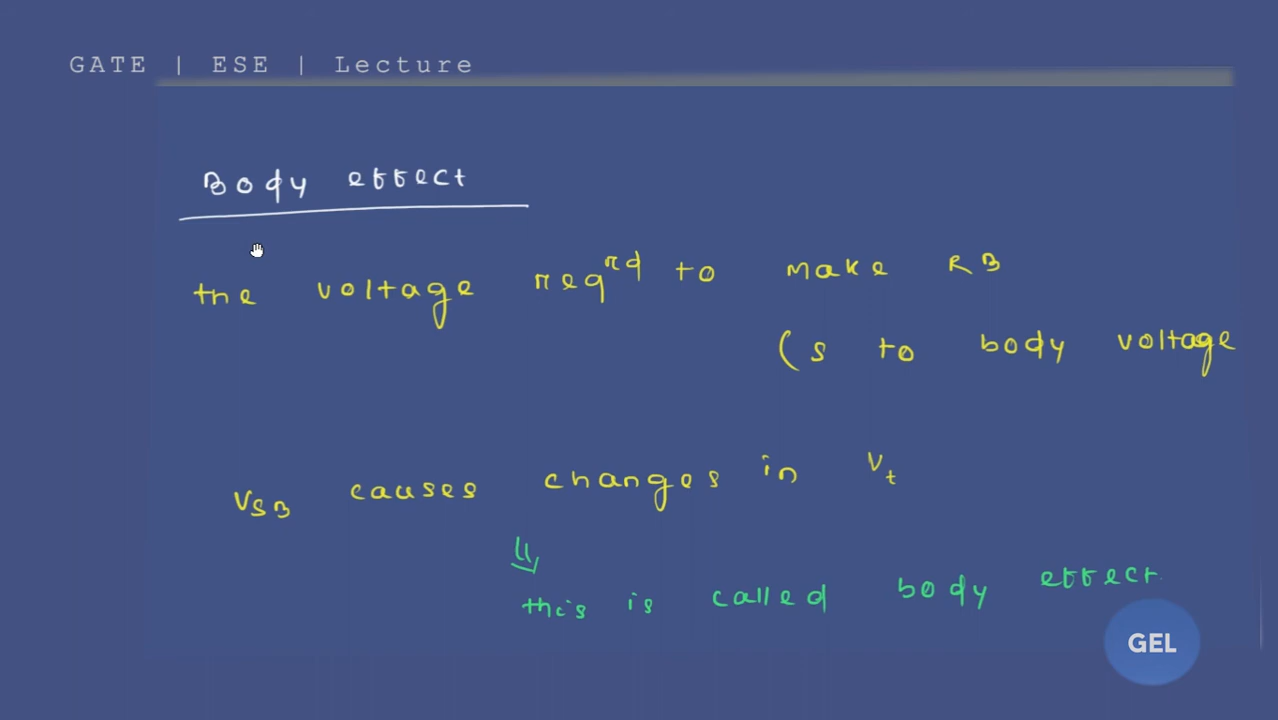 GATE | ESE | Lecture
Body effect
the voltage reqrd to make RB
(s to body voltage
VSB causes changes in Vt
this is called body effect.
GEL